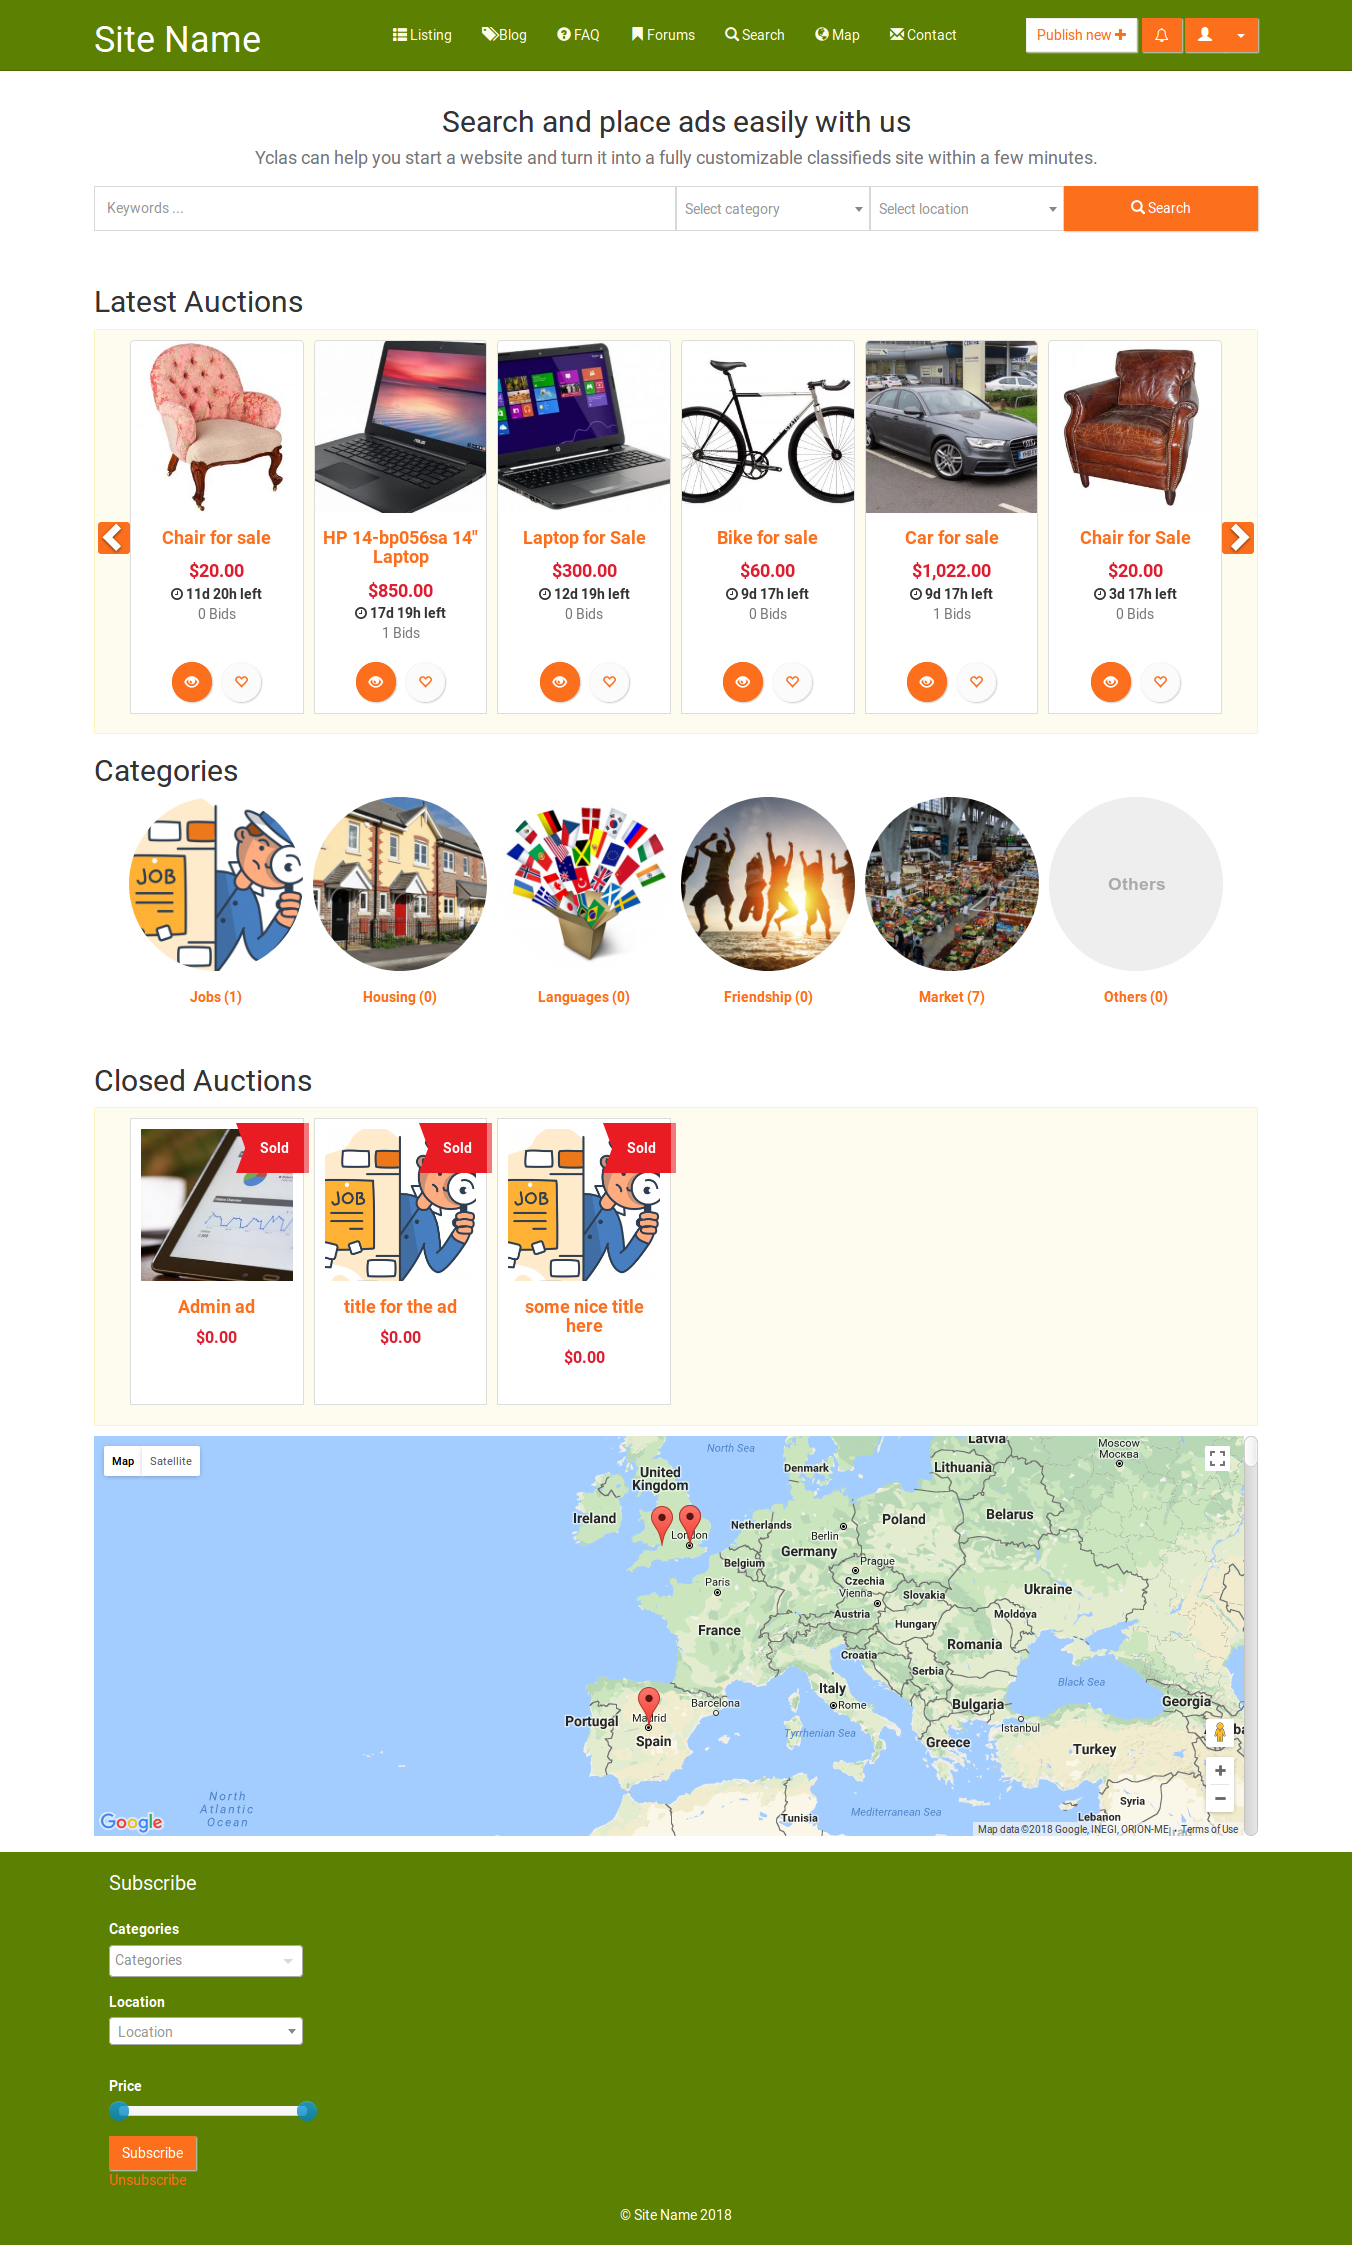 Site Name
Listing Blog FAQ Forums Search Map Contact
Publish new
Search and place ads easily with us
Yclas can help you start a website and turn it into a fully customizable classifieds site within a few minutes.
Keywords ... Select category Select location Search
Latest Auctions
Chair for sale
$20.00
11d 20h left
0 Bids
HP 14-bp056sa 14"
Laptop
$850.00
17d 19h left
1 Bids
Laptop for Sale
$300.00
12d 19h left
0 Bids
Bike for sale
$60.00
9d 17h left
0 Bids
Car for sale
$1,022.00
9d 17h left
1 Bids
Chair for Sale
$20.00
3d 17h left
0 Bids
Categories
JOB
Others
Jobs (1)
Housing (0)
Languages (0)
Friendship (0)
Market (7)
Others (0)
Closed Auctions
Sold
Admin ad
$0.00
Sold
JOB
title for the ad
$0.00
Sold
JOB
some nice title
here
$0.00
Map Satellite
North Sea
Latvia
Moscow
Москва
United
Kingdom
Denmark
Lithuania
Ireland
Belarus
London
Netherlands
Berlin
Poland
Germany
Belgium
Prague
Paris
Czechia
Vienna
Slovakia
Ukraine
Austria
Hungary
Moldova
France
Romania
Croatia
Serbia
Italy
Black Sea
Barcelona
Rome
Bulgaria
Georgia
Portugal
Madrid
Spain
Tyrrhenian Sea
Istanbul
Greece
Turkey
North
Atlantic
Ocean
Syria
Tunisia
Mediterranean Sea
Lebanon
Google
Map data ©2018 Google, INEGI, ORION-ME
Terms of Use
Subscribe
Categories
Categories
Location
Location
Price
Subscribe
Unsubscribe
© Site Name 2018